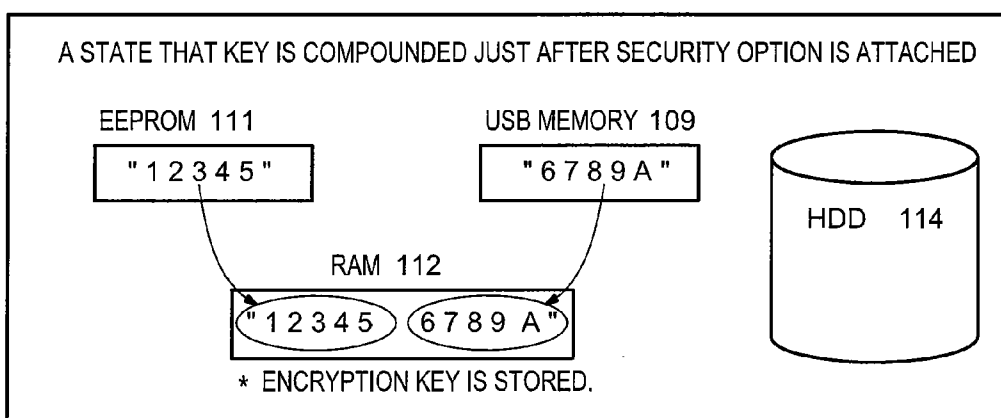 A STATE THAT KEY IS COMPOUNDED JUST AFTER SECURITY OPTION IS ATTACHED
EEPROM 111
"12345"
USB MEMORY 109
"6789A"
HDD 114
RAM 112
"12345 6789A"
* ENCRYPTION KEY IS STORED.